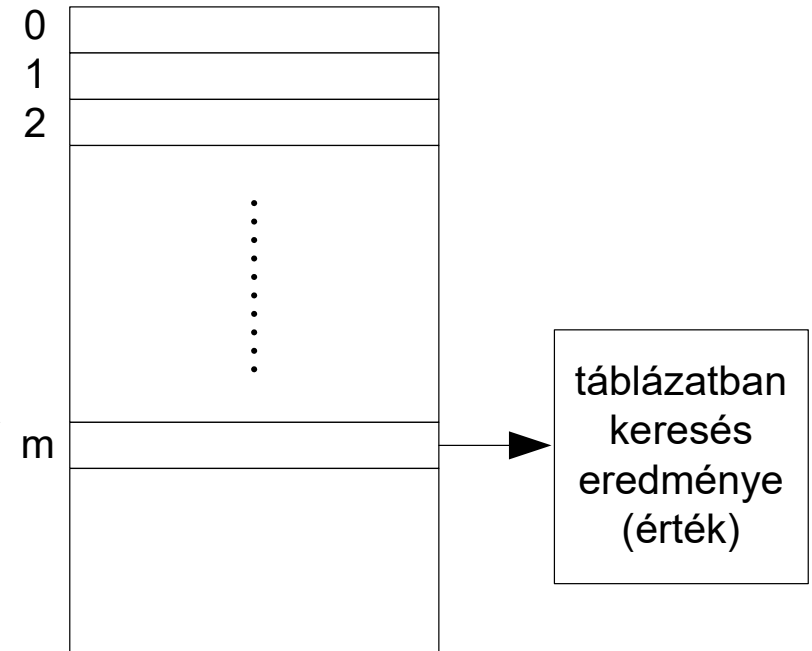 0
1
2
m
táblázatban
keresés
eredménye
(érték)